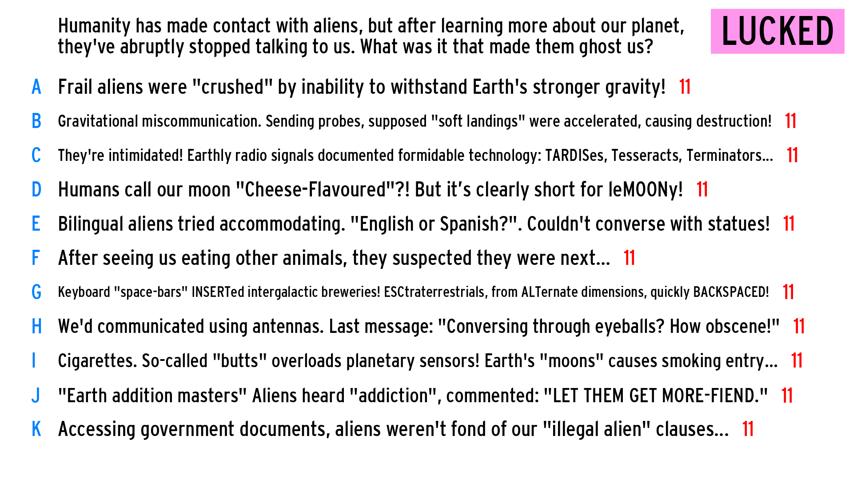 Humanity has made contact with aliens, but after learning more about our planet,
they've abruptly stopped talking to us. What was it that made them ghost us?
LUCKED
A Frail aliens were "crushed" by inability to withstand Earth's stronger gravity! 11
B Gravitational miscommunication. Sending probes, supposed "soft landings" were accelerated, causing destruction! 11
C They're intimidated! Earthly radio signals documented formidable technology: TARDISes, Tesseracts, Terminators... 11
D Humans call our moon "Cheese-Flavoured"?! But it’s clearly short for leMOONy! 11
E Bilingual aliens tried accommodating. "English or Spanish?". Couldn't converse with statues! 11
F After seeing us eating other animals, they suspected they were next... 11
G Keyboard "space-bars" INSERTed intergalactic breweries! ESCtraterrestrials, from ALTernate dimensions, quickly BACKSPACED! 11
H We'd communicated using antennas. Last message: "Conversing through eyeballs? How obscene!" 11
I Cigarettes. So-called "butts" overloads planetary sensors! Earth's "moons" causes smoking entry... 11
J "Earth addition masters" Aliens heard "addiction", commented: "LET THEM GET MORE-FIEND." 11
K Accessing government documents, aliens weren't fond of our "illegal alien" clauses... 11